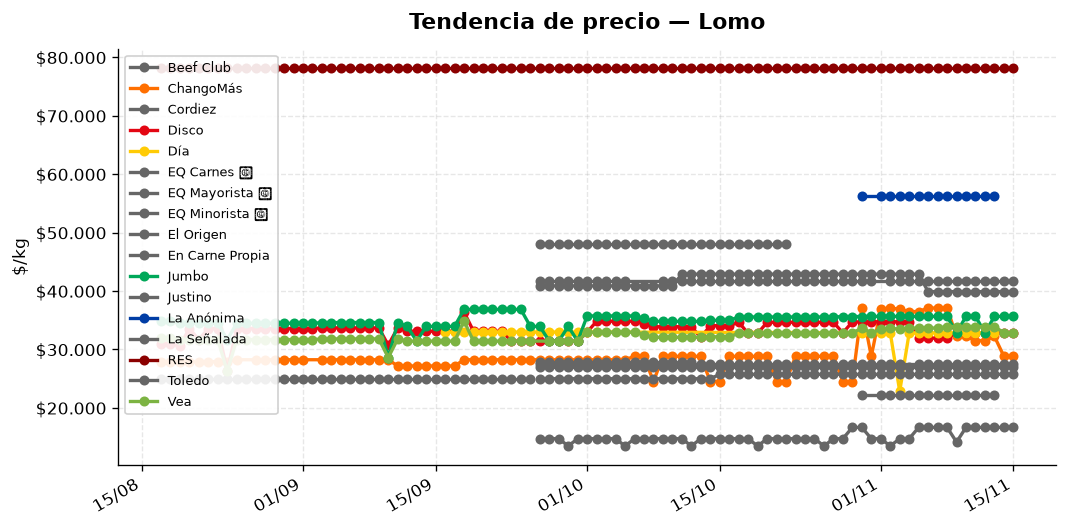 Tendencia de precio — Lomo
$/kg
$80.000
$70.000
$60.000
$50.000
$40.000
$30.000
$20.000
Beef Club
ChangoMás
Cordiez
Disco
Día
EQ Carnes
EQ Mayorista
EQ Minorista
El Origen
En Carne Propia
Jumbo
Justino
La Anónima
La Señalada
RES
Toledo
Vea
15/08
01/09
15/09
01/10
15/10
01/11
15/11